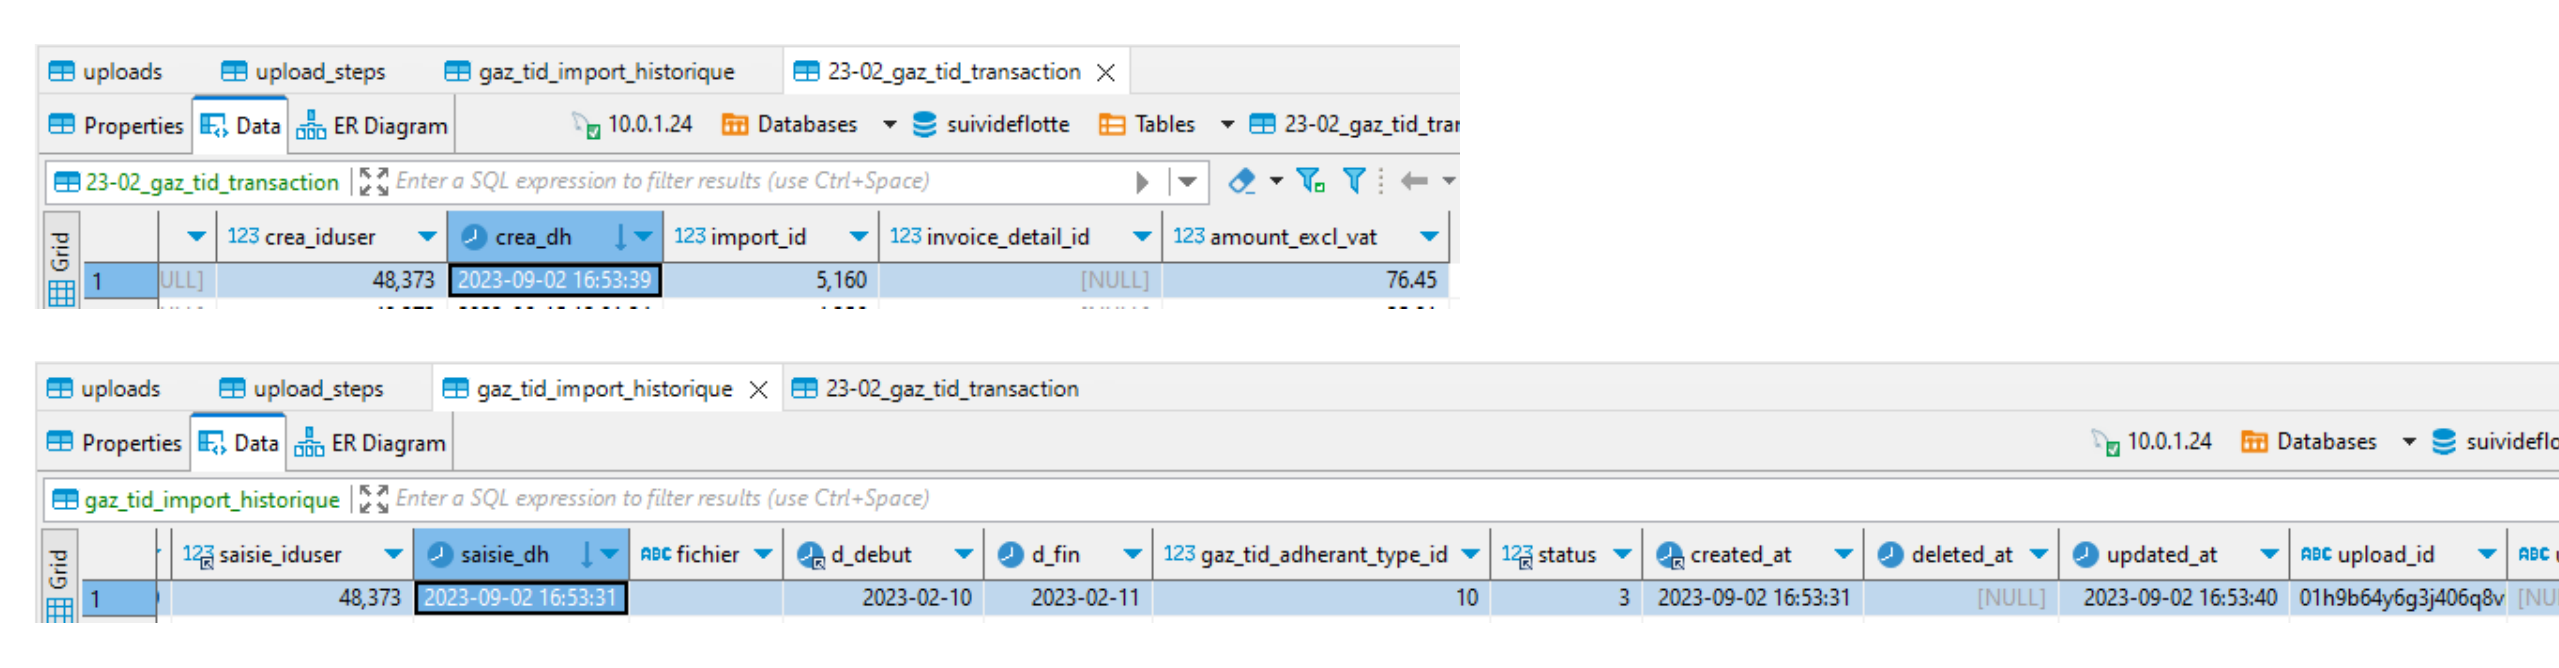 uploads upload_steps gaz_tid_import_historique 23-02_gaz_tid_transaction
Properties Data ER Diagram 10.0.1.24 Databases suivideflotte Tables 23-02_gaz_tid_tran
23-02_gaz_tid_transaction Enter a SQL expression to filter results (use Ctrl+Space)
Grid
123 crea_iduser crea_dh 123 import_id 123 invoice_detail_id 123 amount_excl_vat
1 ULL] 48,373 2023-09-02 16:53:39 5,160 [NULL] 76.45
uploads upload_steps gaz_tid_import_historique 23-02_gaz_tid_transaction
Properties Data ER Diagram 10.0.1.24 Databases suivideflo
gaz_tid_import_historique Enter a SQL expression to filter results (use Ctrl+Space)
Grid
123 saisie_iduser saisie_dh ABC fichier d_debut d_fin 123 gaz_tid_adherant_type_id 123 status created_at deleted_at updated_at ABC upload_id ABC
1 48,373 2023-09-02 16:53:31 2023-02-10 2023-02-11 10 3 2023-09-02 16:53:31 [NULL] 2023-09-02 16:53:40 01h9b64y6g3j406q8v [NU